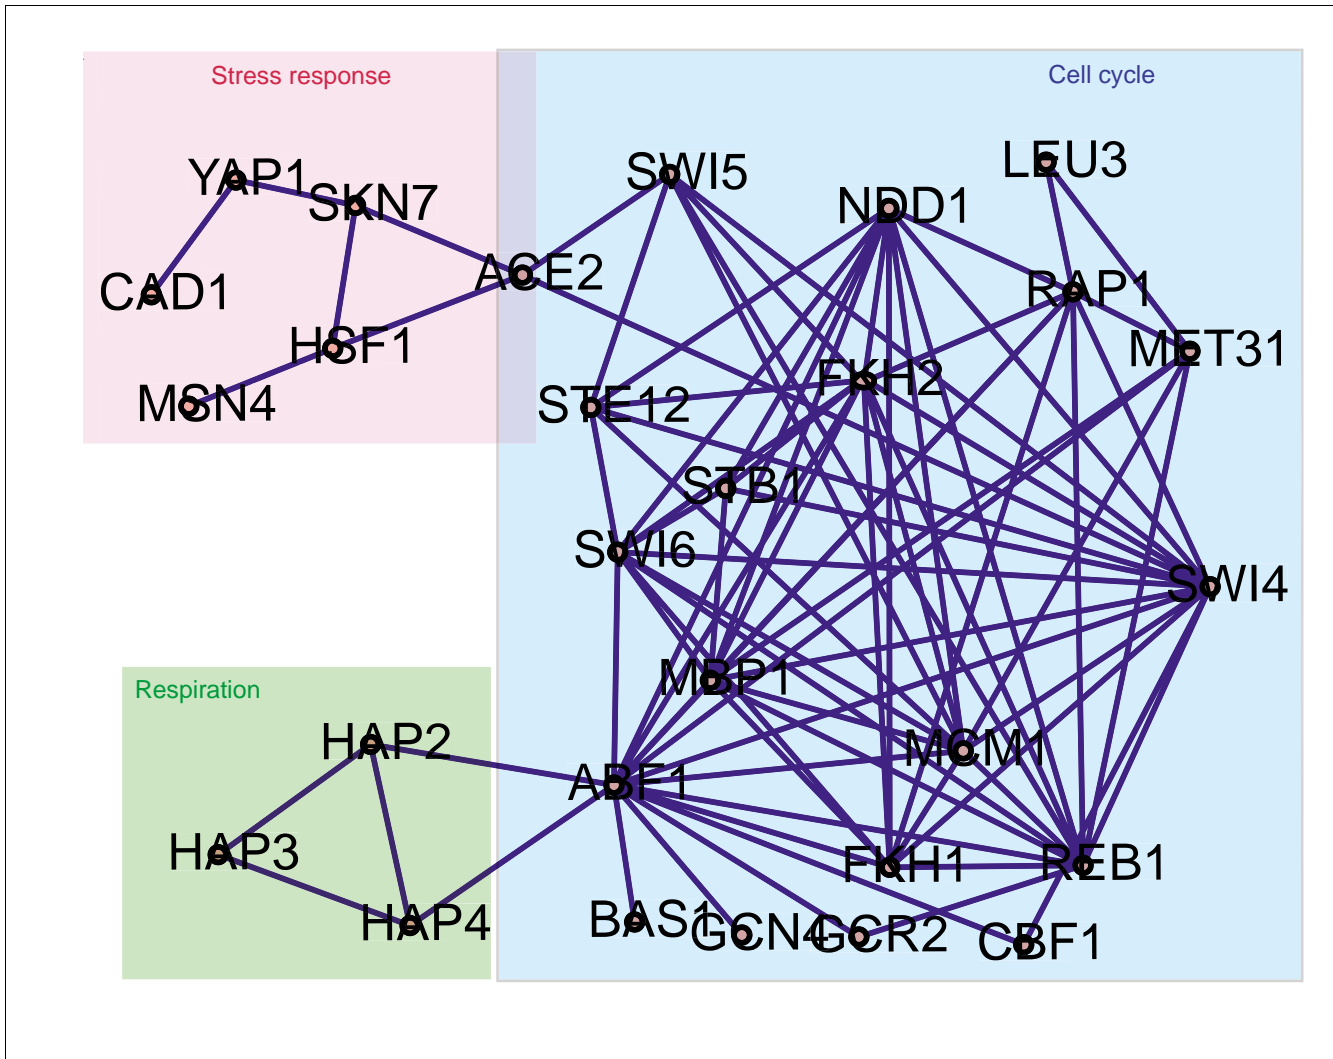 Stress response
Cell cycle
YAP1
SKN7
SWI5
NDD1
LEU3
CAD1
ACE2
RAP1
HSF1
MET31
MSN4
STE12
FKH2
STB1
SWI6
SWI4
Respiration
MBP1
HAP2
ABF1
MCM1
HAP3
FKH1
REB1
HAP4
BAS1
GCN4
GCR2
CBF1